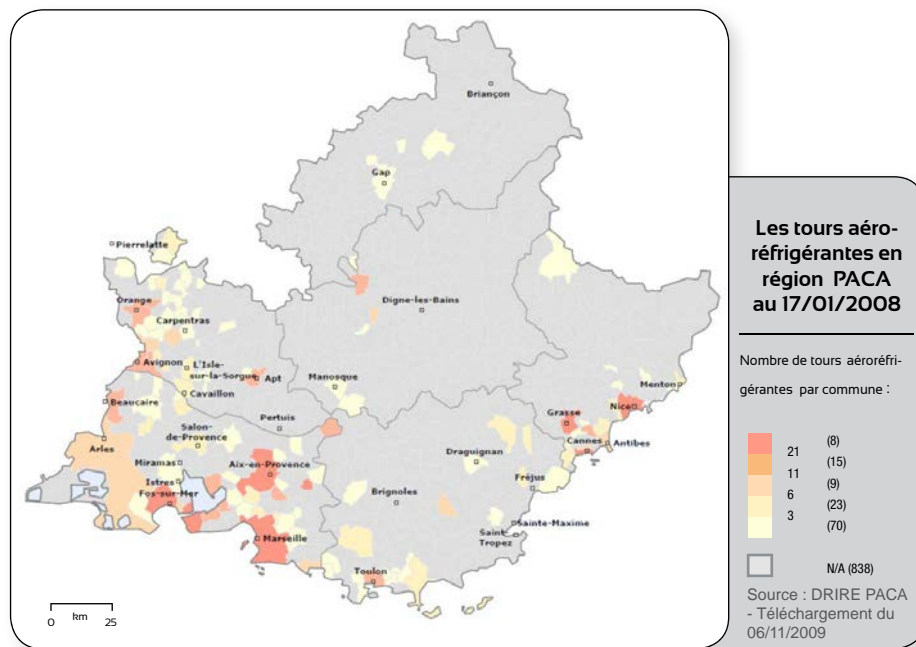 Briançon
Gap
Pierrelatte
Orange
Digne-les-Bains
Carpentras
Avignon
L'Isle-
sur-la-Sorgue
Apt
Manosque
Menton
Cavaillon
Beaucaire
Pertuis
Grasse
Nice
Salon-
de-Provence
Cannes
Antibes
Arles
Draguignan
Miramas
Aix-en-Provence
Istres
Fréjus
Fos-sur-Mer
Brignoles
Sainte-Maxime
Saint-
Tropez
Marseille
Toulon
km
0 25
Les tours aéro-
réfrigérantes en
région PACA
au 17/01/2008
Nombre de tours aéroréfri-
gérantes par commune :
(8)
21
(15)
11
(9)
6
(23)
3
(70)
N/A (838)
Source : DRIRE PACA
- Téléchargement du
06/11/2009